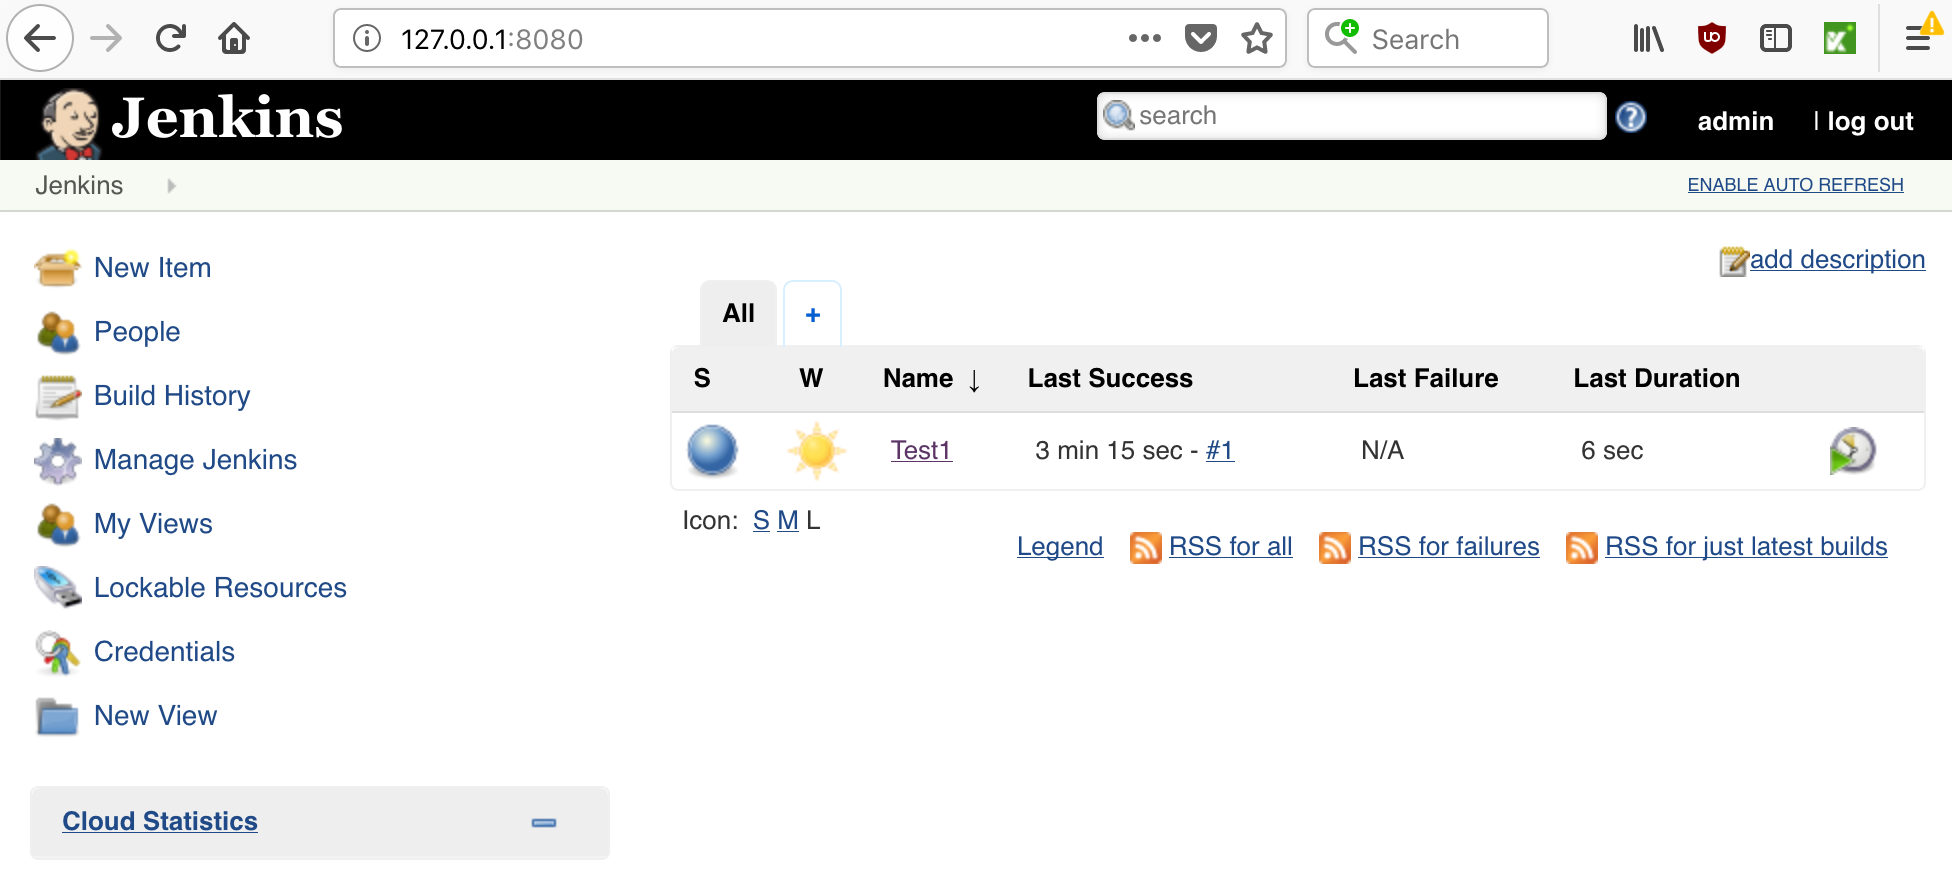 127.0.0.1:8080
Search
Jenkins
search
admin
| log out
Jenkins
ENABLE AUTO REFRESH
New Item
People
Build History
Manage Jenkins
My Views
Lockable Resources
Credentials
New View
Cloud Statistics
add description
All +
S W Name ↓ Last Success Last Failure Last Duration
Test1 3 min 15 sec - #1 N/A 6 sec
Icon: S M L
Legend RSS for all RSS for failures RSS for just latest builds